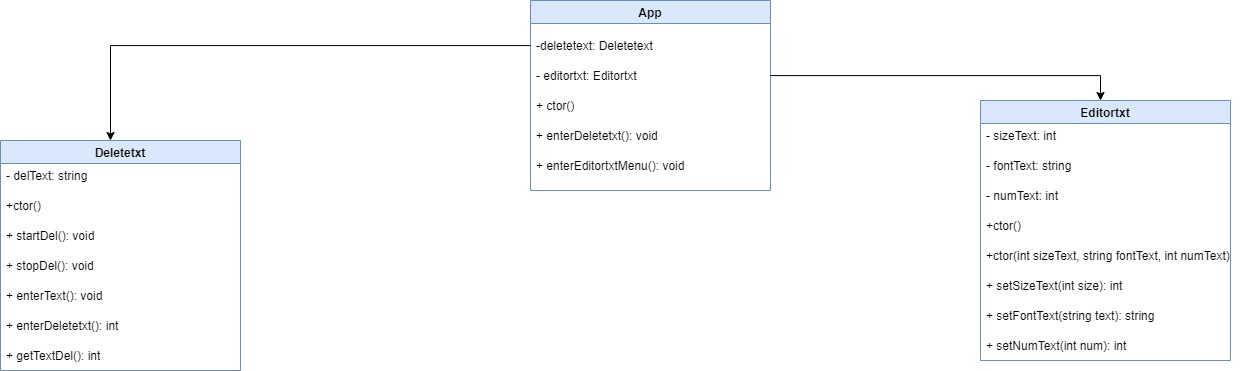 App
-deletetext: Deletetext
- editortxt: Editortxt
+ ctor()
+ enterDeletetxt(): void
+ enterEditortxtMenu(): void
Deletetxt
- delText: string
+ctor()
+ startDel(): void
+ stopDel(): void
+ enterText(): void
+ enterDeletetxt(): int
+ getTextDel(): int
Editortxt
- sizeText: int
- fontText: string
- numText: int
+ctor()
+ctor(int sizeText, string fontText, int numText)
+ setSizeText(int size): int
+ setFontText(string text): string
+ setNumText(int num): int